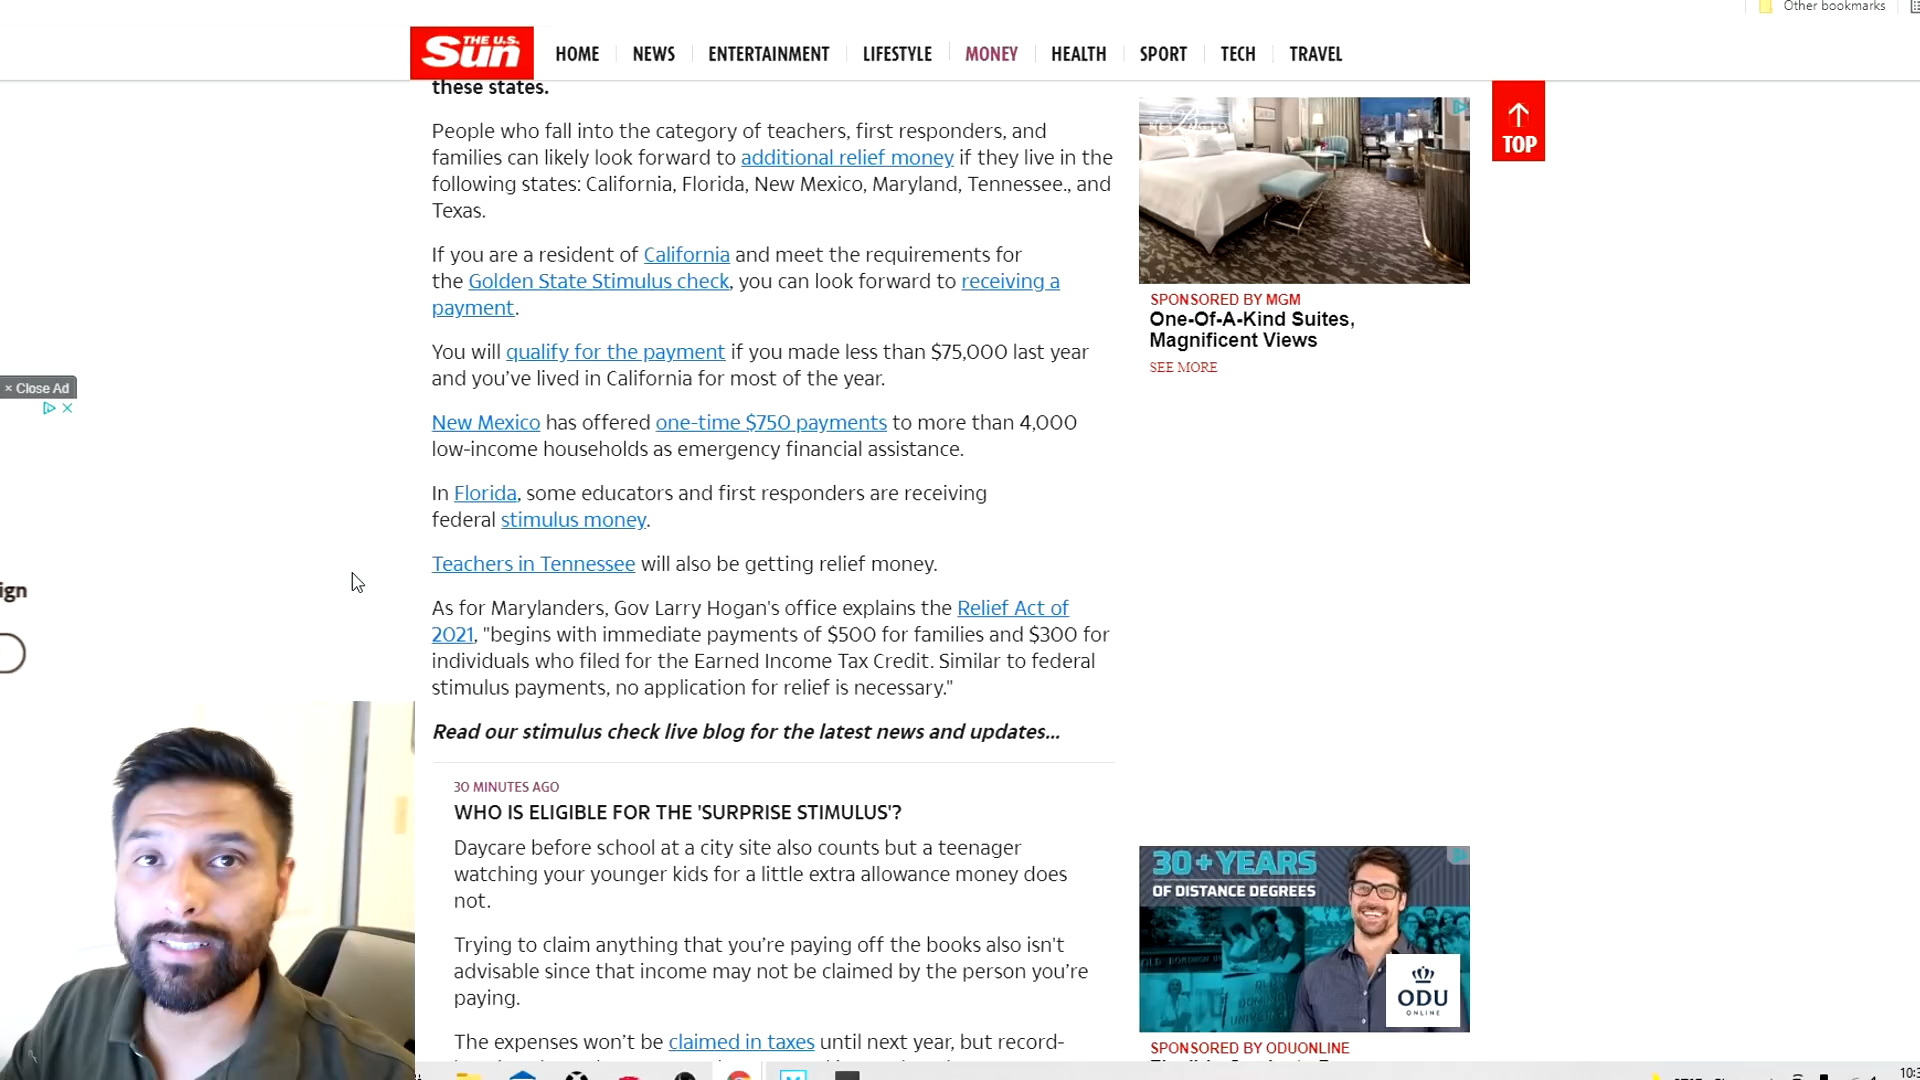 Other bookmarks
THE U.S. Sun
HOME NEWS ENTERTAINMENT LIFESTYLE MONEY HEALTH SPORT TECH TRAVEL
these states.
People who fall into the category of teachers, first responders, and
families can likely look forward to additional relief money if they live in the
following states: California, Florida, New Mexico, Maryland, Tennessee., and
Texas.
If you are a resident of California and meet the requirements for
the Golden State Stimulus check, you can look forward to receiving a
payment.
You will qualify for the payment if you made less than $75,000 last year
and you’ve lived in California for most of the year.
New Mexico has offered one-time $750 payments to more than 4,000
low-income households as emergency financial assistance.
In Florida, some educators and first responders are receiving
federal stimulus money.
Teachers in Tennessee will also be getting relief money.
As for Marylanders, Gov Larry Hogan's office explains the Relief Act of
2021, "begins with immediate payments of $500 for families and $300 for
individuals who filed for the Earned Income Tax Credit. Similar to federal
stimulus payments, no application for relief is necessary."
Read our stimulus check live blog for the latest news and updates...
30 MINUTES AGO
WHO IS ELIGIBLE FOR THE 'SURPRISE STIMULUS'?
Daycare before school at a city site also counts but a teenager
watching your younger kids for a little extra allowance money does
not.
Trying to claim anything that you’re paying off the books also isn't
advisable since that income may not be claimed by the person you’re
paying.
The expenses won’t be claimed in taxes until next year, but record-
× Close Ad
ign
TOP
SPONSORED BY MGM
One-Of-A-Kind Suites,
Magnificent Views
SEE MORE
30+YEARS
OF DISTANCE DEGREES
ODU
ONLINE
SPONSORED BY ODUONLINE